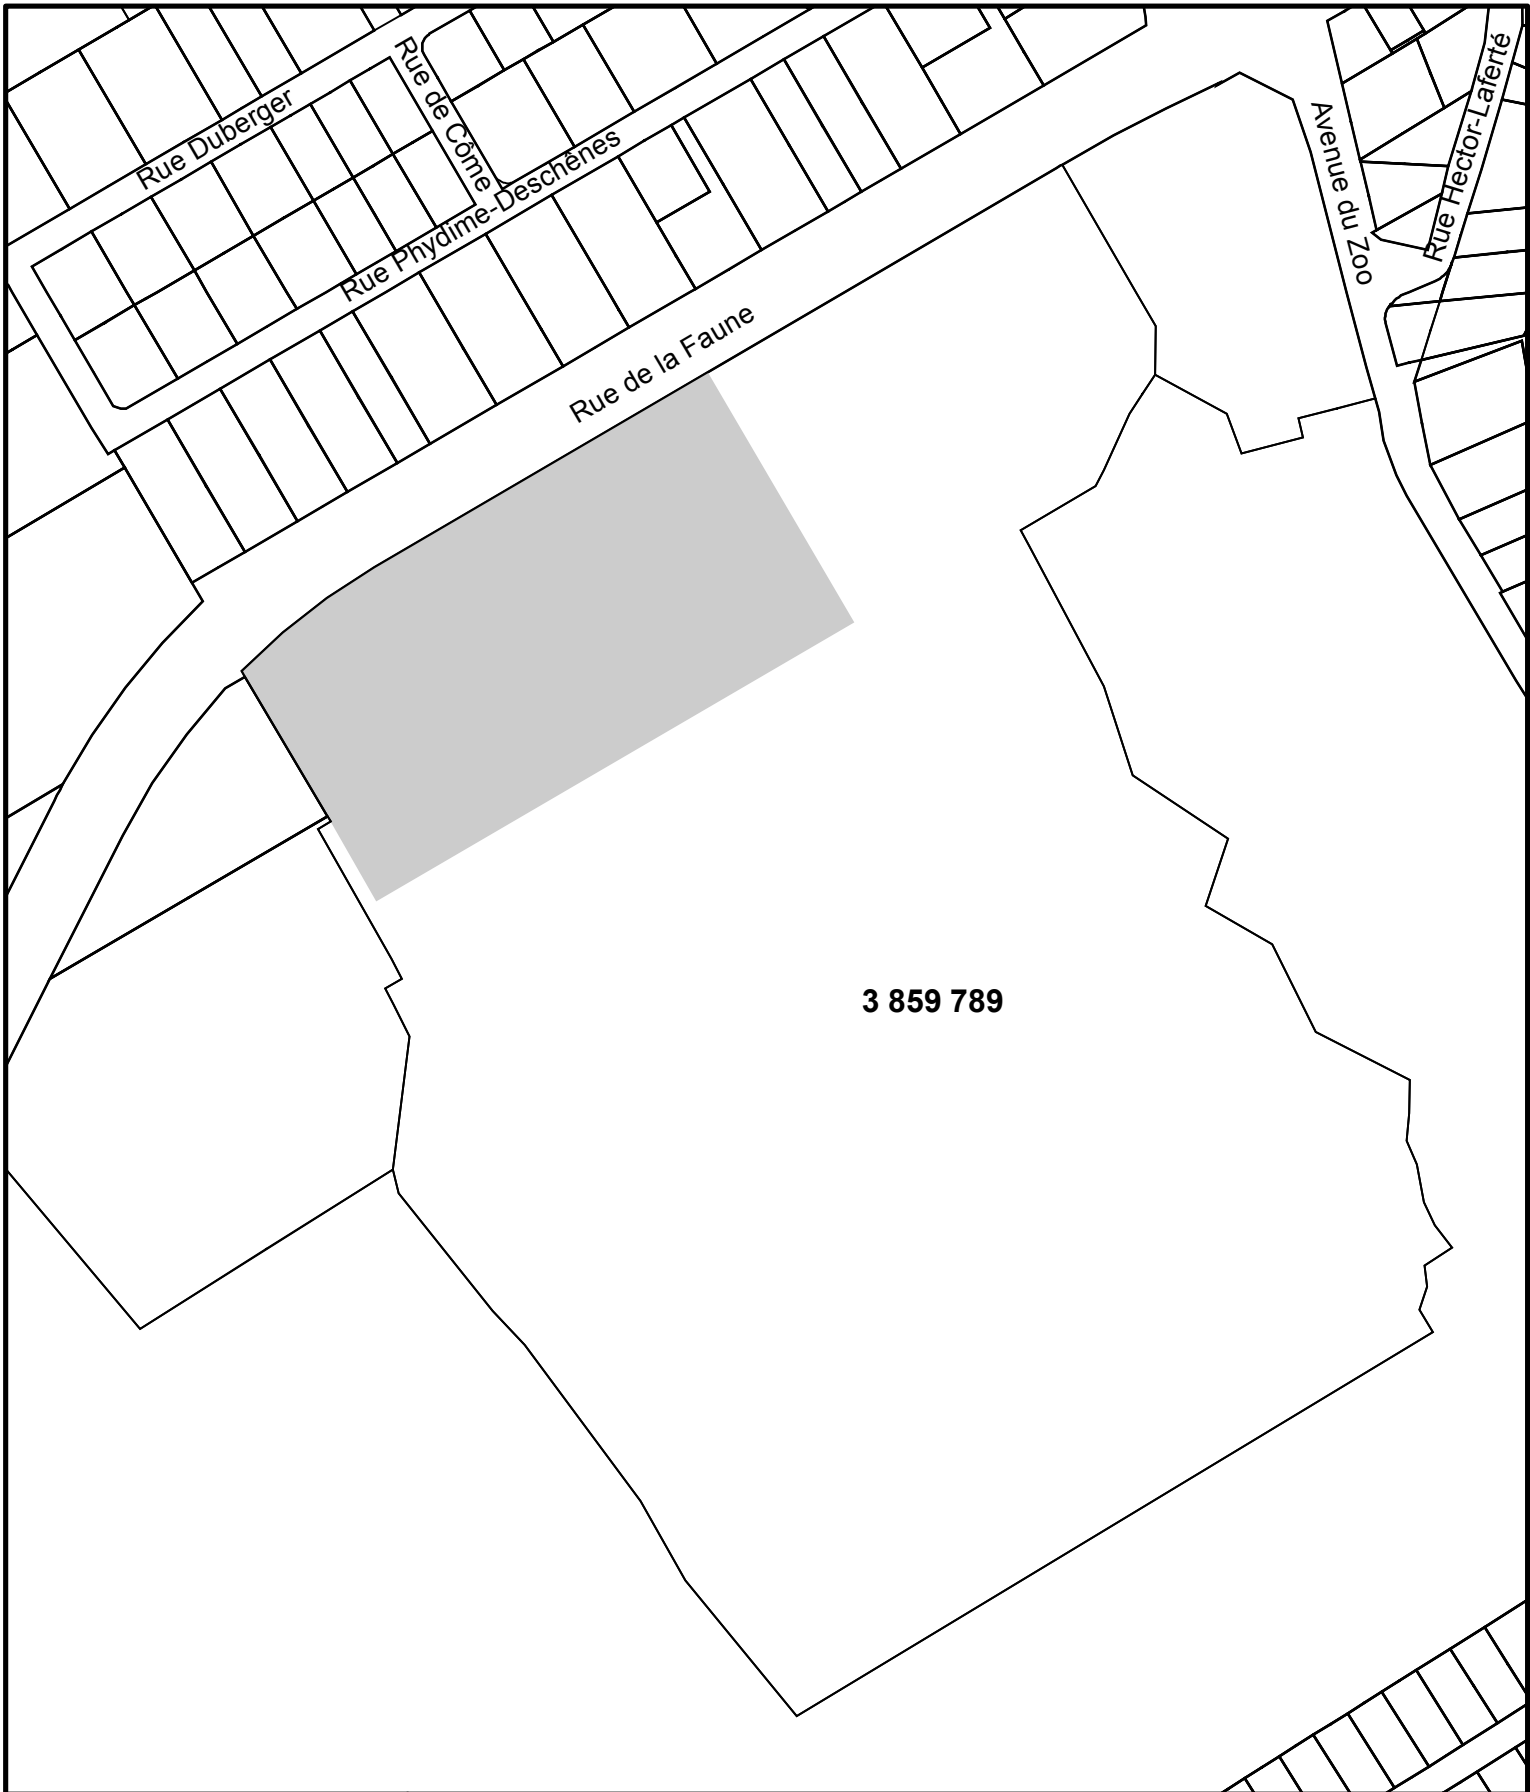 Rue Duberger
Rue de Côme
Rue Phydime-Deschênes
Rue de la Faune
Avenue du Zoo
Rue Hector-Laferté
3 859 789